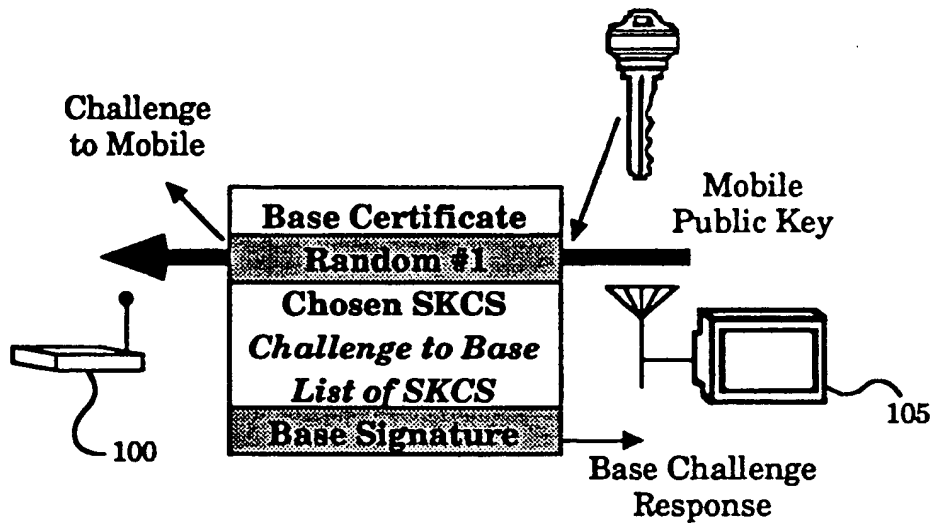 Challenge
to Mobile
Mobile
Public Key
Base Certificate
Random #1
Chosen SKCS
Challenge to Base
List of SKCS
Base Signature
100
105
Base Challenge
Response